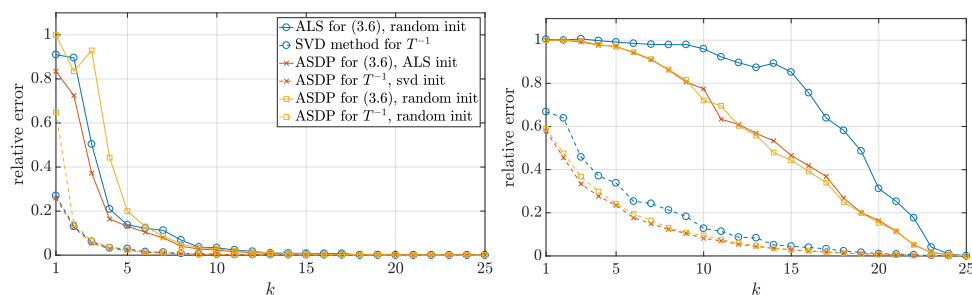 ALS for (3.6), random init
SVD method for T⁻¹
ASDP for (3.6), ALS init
ASDP for T⁻¹, svd init
ASDP for (3.6), random init
ASDP for T⁻¹, random init
relative error
1
0.8
0.6
0.4
0.2
0
1 5 10 15 20 25
k
relative error
1
0.8
0.6
0.4
0.2
0
1 5 10 15 20 25
k